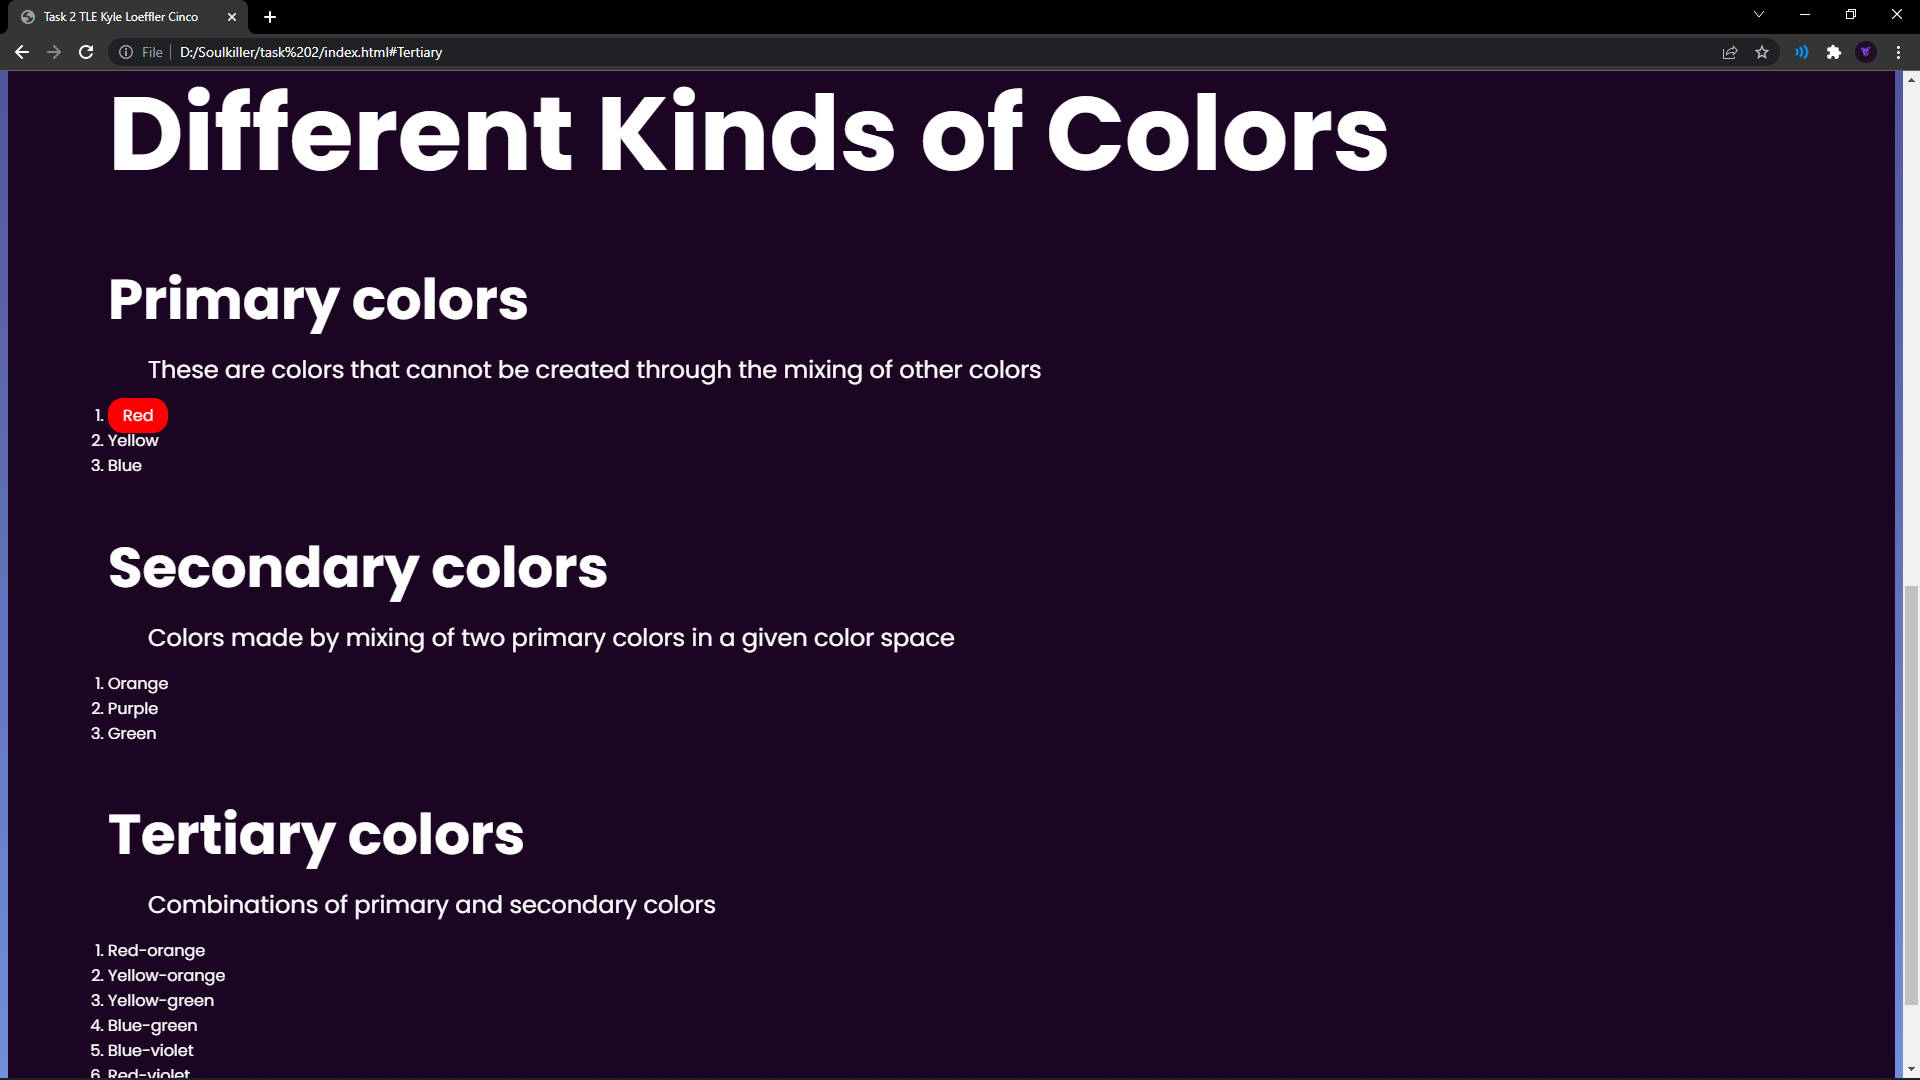 Task 2 TLE Kyle Loeffler Cinco
File
D:/Soulkiller/task%202/index.html#Tertiary
Different Kinds of Colors
Primary colors
These are colors that cannot be created through the mixing of other colors
1. Red
2. Yellow
3. Blue
Secondary colors
Colors made by mixing of two primary colors in a given color space
1. Orange
2. Purple
3. Green
Tertiary colors
Combinations of primary and secondary colors
1. Red-orange
2. Yellow-orange
3. Yellow-green
4. Blue-green
5. Blue-violet
6. Red-violet